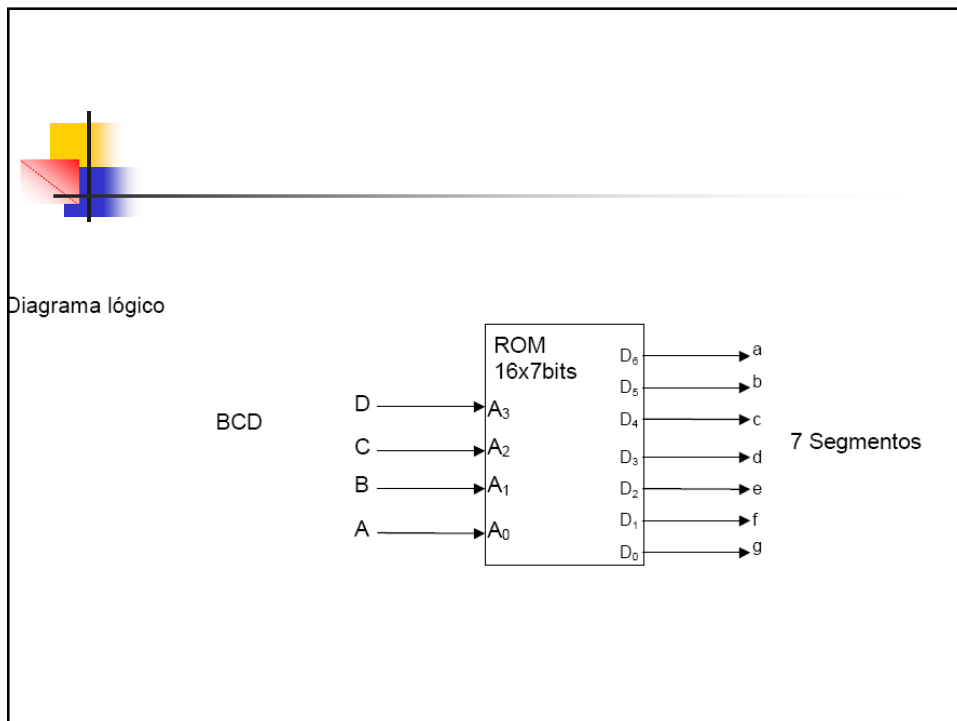 Diagrama lógico
ROM
16x7bits
BCD
D
C
B
A
A₃
A₂
A₁
A₀
D₆
D₅
D₄
D₃
D₂
D₁
D₀
a
b
c
d
e
f
g
7 Segmentos